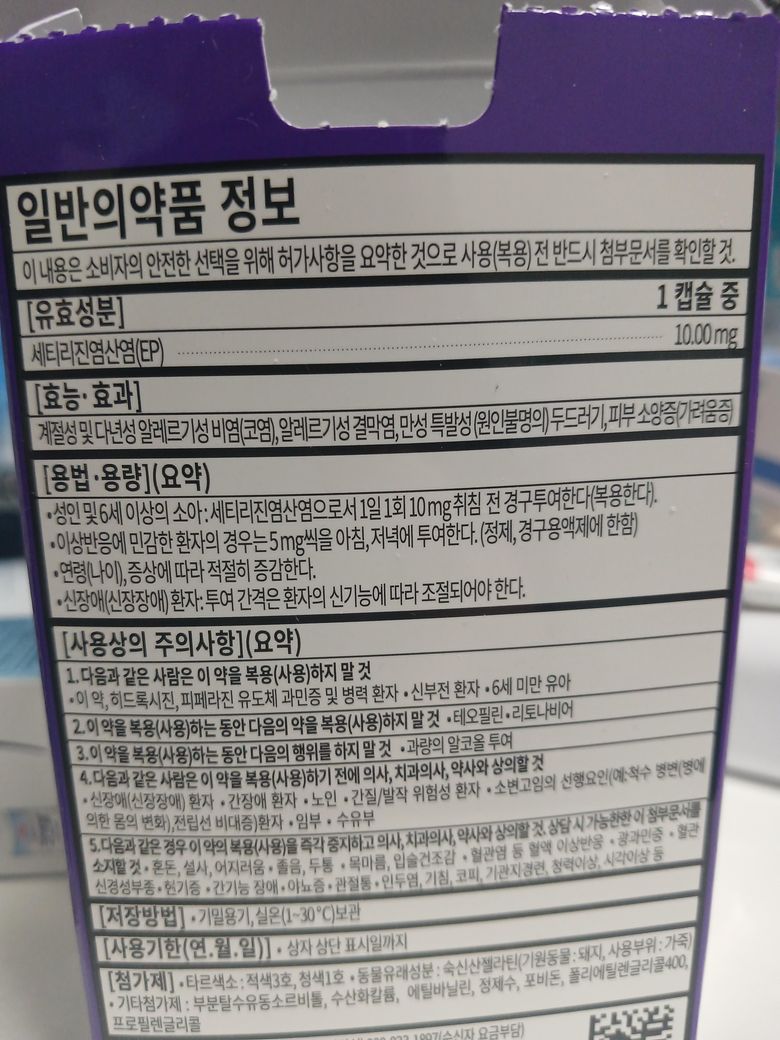 일반의약품 정보
이 내용은 소비자의 안전한 선택을 위해 허가사항을 요약한 것으로 사용(복용) 전 반드시 첨부문서를 확인할 것.
[유효성분] 1 캡슐 중
세티리진염산염(EP) 10.00 mg
[효능·효과]
계절성 및 다년성 알레르기성 비염(코염), 알레르기성 결막염, 만성 특발성 (원인불명의) 두드러기, 피부 소양증(가려움증)
[용법·용량](요약)
•성인 및 6세 이상의 소아 : 세티리진염산염으로서 1일 1회 10 mg 취침 전 경구투여한다(복용한다).
•이상반응에 민감한 환자의 경우는 5 mg씩을 아침, 저녁에 투여한다. (정제, 경구용액제에 한함)
•연령(나이), 증상에 따라 적절히 증감한다.
•신장애(신장장애) 환자: 투여 간격은 환자의 신기능에 따라 조절되어야 한다.
[사용상의 주의사항](요약)
1.다음과 같은 사람은 이 약을 복용(사용)하지 말 것
•이 약, 히드록시진, 피페라진 유도체 과민증 및 병력 환자 •신부전 환자 •6세 미만 유아
2.이 약을 복용(사용)하는 동안 다음의 약을 복용(사용)하지 말 것 •테오필린 •리토나비어
3.이 약을 복용(사용)하는 동안 다음의 행위를 하지 말 것 •과량의 알코올 투여
4.다음과 같은 사람은 이 약을 복용(사용)하기 전에 의사, 치과의사, 약사와 상의할 것
•신장애(신장장애) 환자 •간장애 환자 •노인 •간질/발작 위험성 환자 •소변고임의 선행요인(예:척수 병변(병에
의한 몸의 변화), 전립선 비대증)환자 •임부 •수유부
5.다음과 같은 경우 이 약의 복용(사용)을 즉각 중지하고 의사, 치과의사, 약사와 상의할 것. 상담 시 가능한한 이 첨부문서를
소지할 것 •혼돈, 설사, 어지러움 •졸음, 두통 •목마름, 입술건조감 •혈관염 등 혈액 이상반응 •광과민증 •혈관
신경성부종 •헌기증 •간기능 장애 •야뇨증 •관절통 •인두염, 기침, 코피, 기관지경련, 청력이상, 시각이상 등
[저장방법] •기밀용기, 실온(1~30℃)보관
[사용기한(연.월.일)] •상자 상단 표시일까지
[첨가제] •타르색소 : 적색3호, 청색1호 •동물유래성분 : 숙신산젤라틴(기원동물 : 돼지, 사용부위 : 가죽)
•기타첨가제 : 부분탈수유동소르비톨, 수산화칼륨, 에틸바닐린, 정제수, 포비돈, 폴리에틸렌글리콜400,
프로필렌글리콜
(수신자 요금부담)